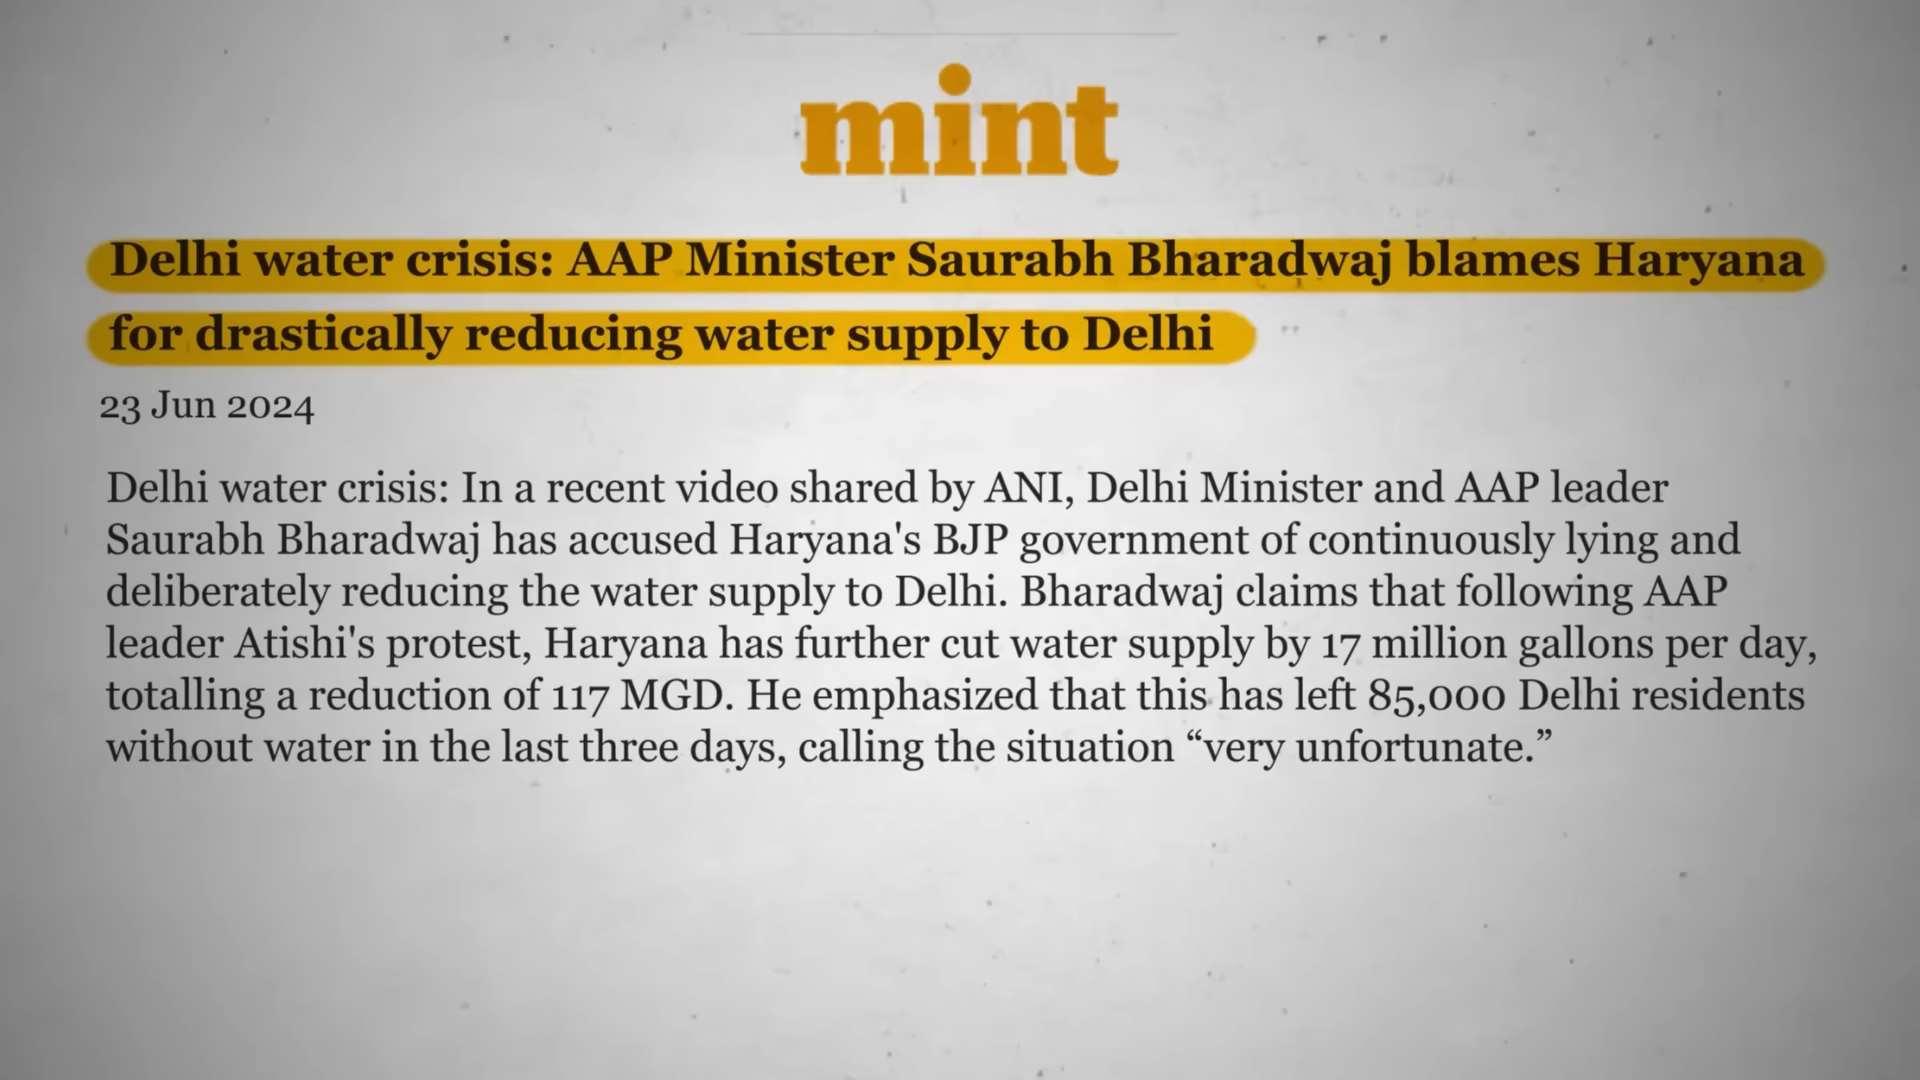 mint
Delhi water crisis: AAP Minister Saurabh Bharadwaj blames Haryana
for drastically reducing water supply to Delhi
23 Jun 2024
Delhi water crisis: In a recent video shared by ANI, Delhi Minister and AAP leader
Saurabh Bharadwaj has accused Haryana's BJP government of continuously lying and
deliberately reducing the water supply to Delhi. Bharadwaj claims that following AAP
leader Atishi's protest, Haryana has further cut water supply by 17 million gallons per day,
totalling a reduction of 117 MGD. He emphasized that this has left 85,000 Delhi residents
without water in the last three days, calling the situation “very unfortunate.”